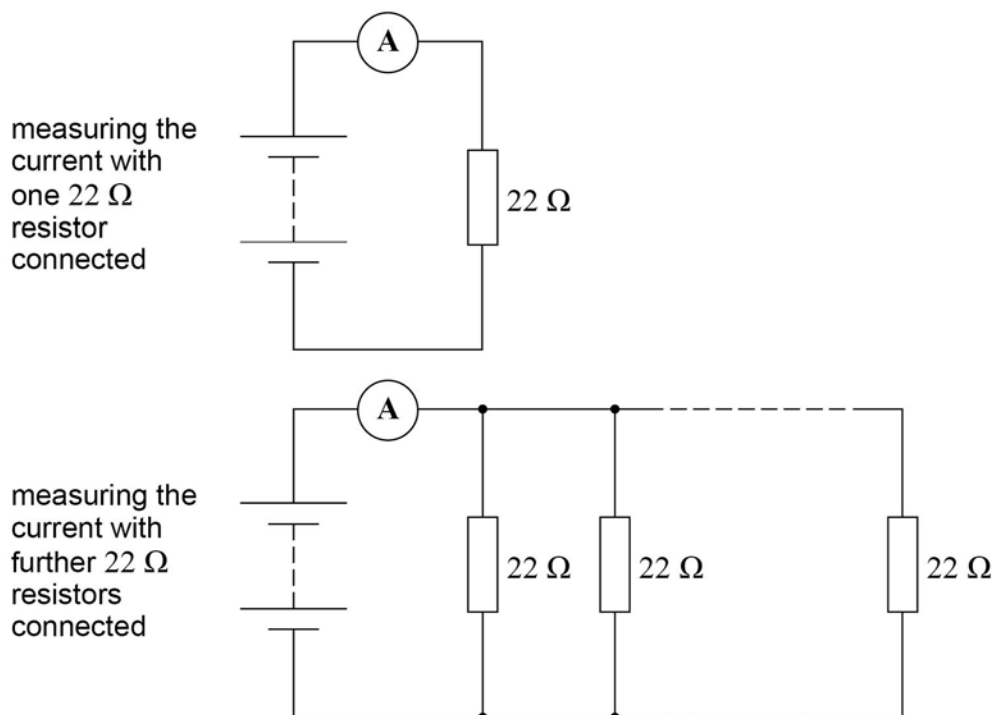 A
measuring the
current with
one 22 Ω
resistor
connected
22 Ω
A
measuring the
current with
further 22 Ω
resistors
connected
22 Ω
22 Ω
22 Ω